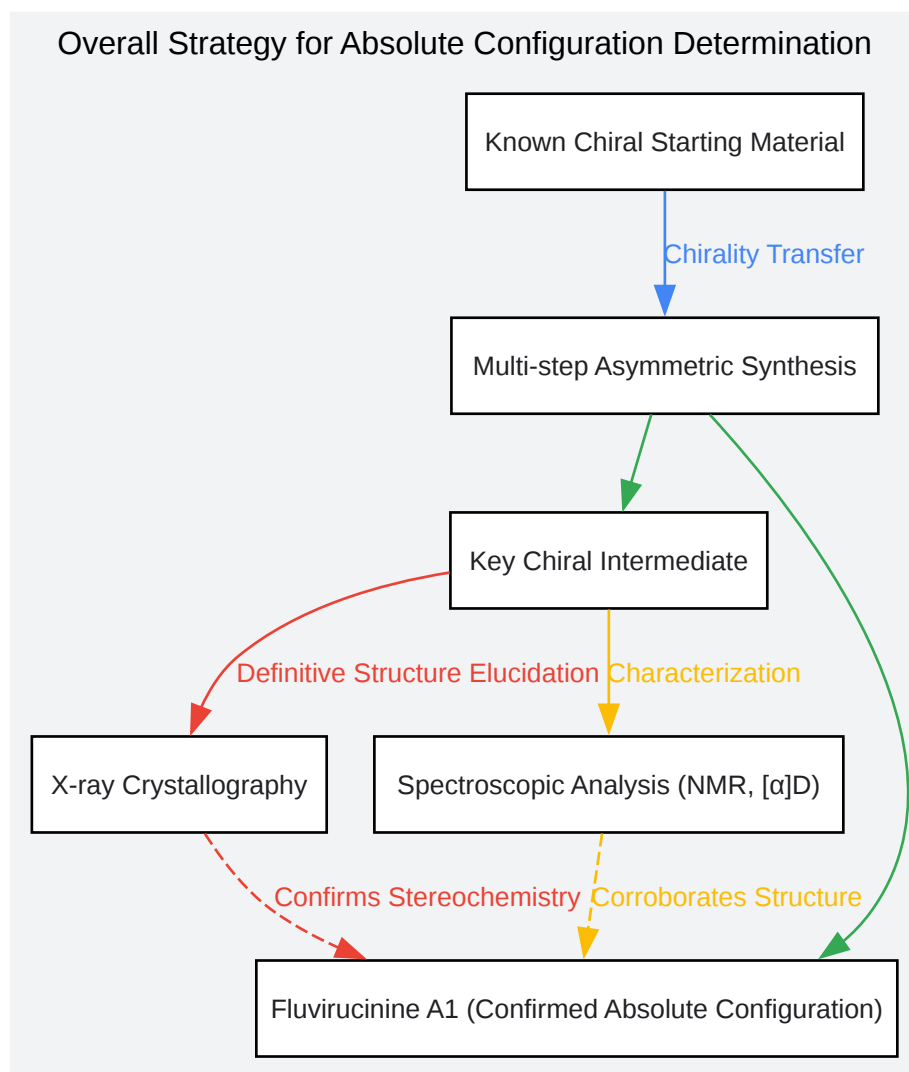 Overall Strategy for Absolute Configuration Determination
Known Chiral Starting Material
Chirality Transfer
Multi-step Asymmetric Synthesis
Key Chiral Intermediate
Definitive Structure Elucidation
Characterization
X-ray Crystallography
Spectroscopic Analysis (NMR, [α]D)
Confirms Stereochemistry
Corroborates Structure
Fluvirucinine A1 (Confirmed Absolute Configuration)